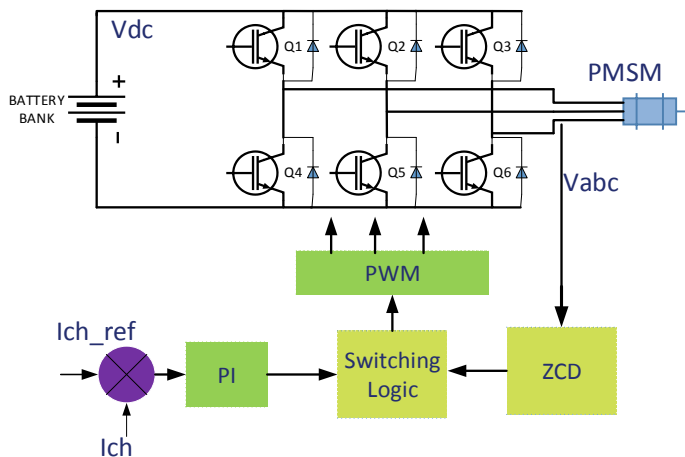 Vdc
Q1
Q2
Q3
PMSM
+
BATTERY
BANK
Q4
Q5
Q6
Vabc
PWM
Ich_ref
PI
Switching
Logic
ZCD
Ich